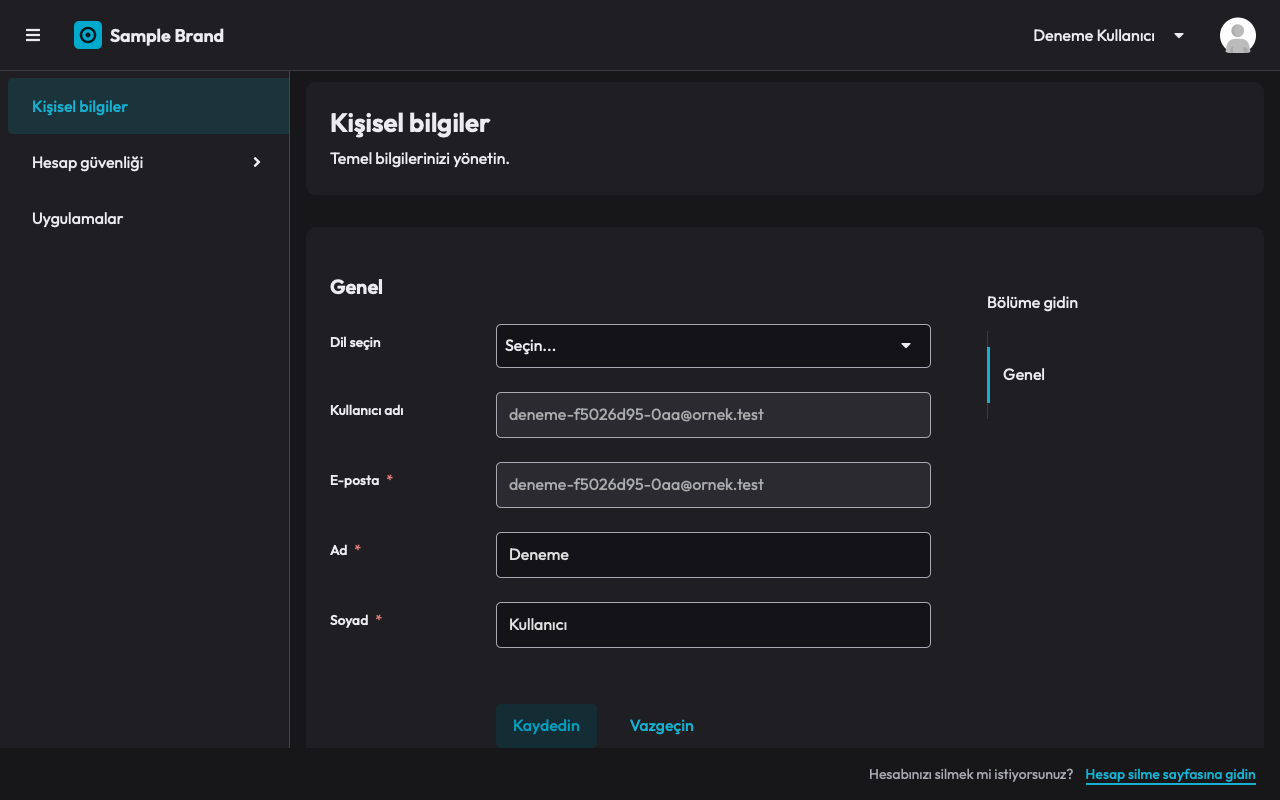 Sample Brand
Deneme Kullanıcı
Kişisel bilgiler
Hesap güvenliği
Uygulamalar
Kişisel bilgiler
Temel bilgilerinizi yönetin.
Genel
Bölüme gidin
Genel
Dil seçin
Seçin...
Kullanıcı adı
deneme-f5026d95-0aa@ornek.test
E-posta *
deneme-f5026d95-0aa@ornek.test
Ad *
Deneme
Soyad *
Kullanıcı
Kaydedin Vazgeçin
Hesabınızı silmek mi istiyorsunuz? Hesap silme sayfasına gidin